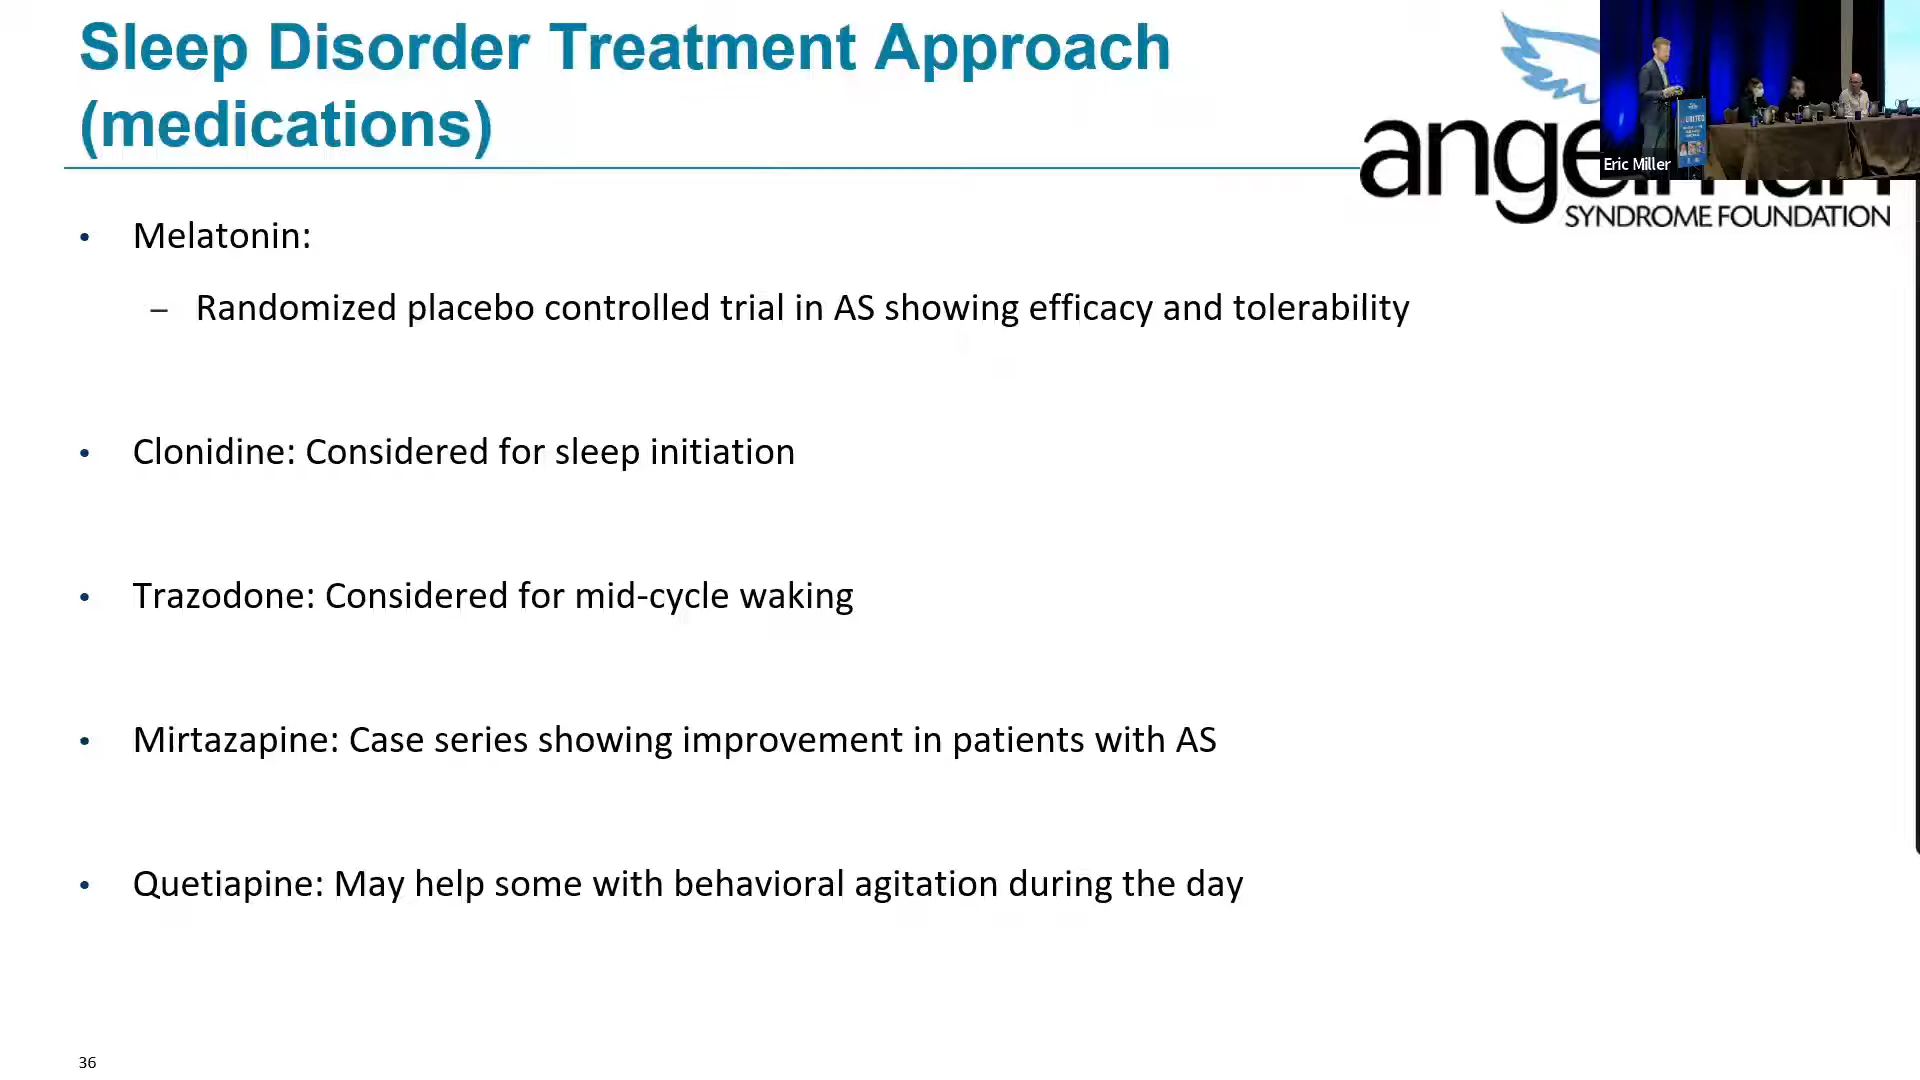 Sleep Disorder Treatment Approach
(medications)
Eric Miller
SYNDROME FOUNDATION
• Melatonin:
– Randomized placebo controlled trial in AS showing efficacy and tolerability
• Clonidine: Considered for sleep initiation
• Trazodone: Considered for mid-cycle waking
• Mirtazapine: Case series showing improvement in patients with AS
• Quetiapine: May help some with behavioral agitation during the day
36